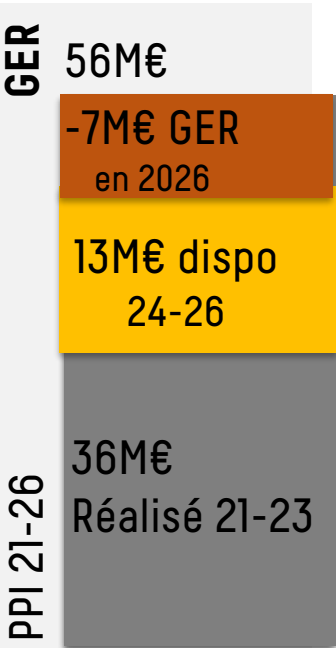 GER
56M€
-7M€ GER
en 2026
13M€ dispo
24-26
36M€
Réalisé 21-23
PPI 21-26